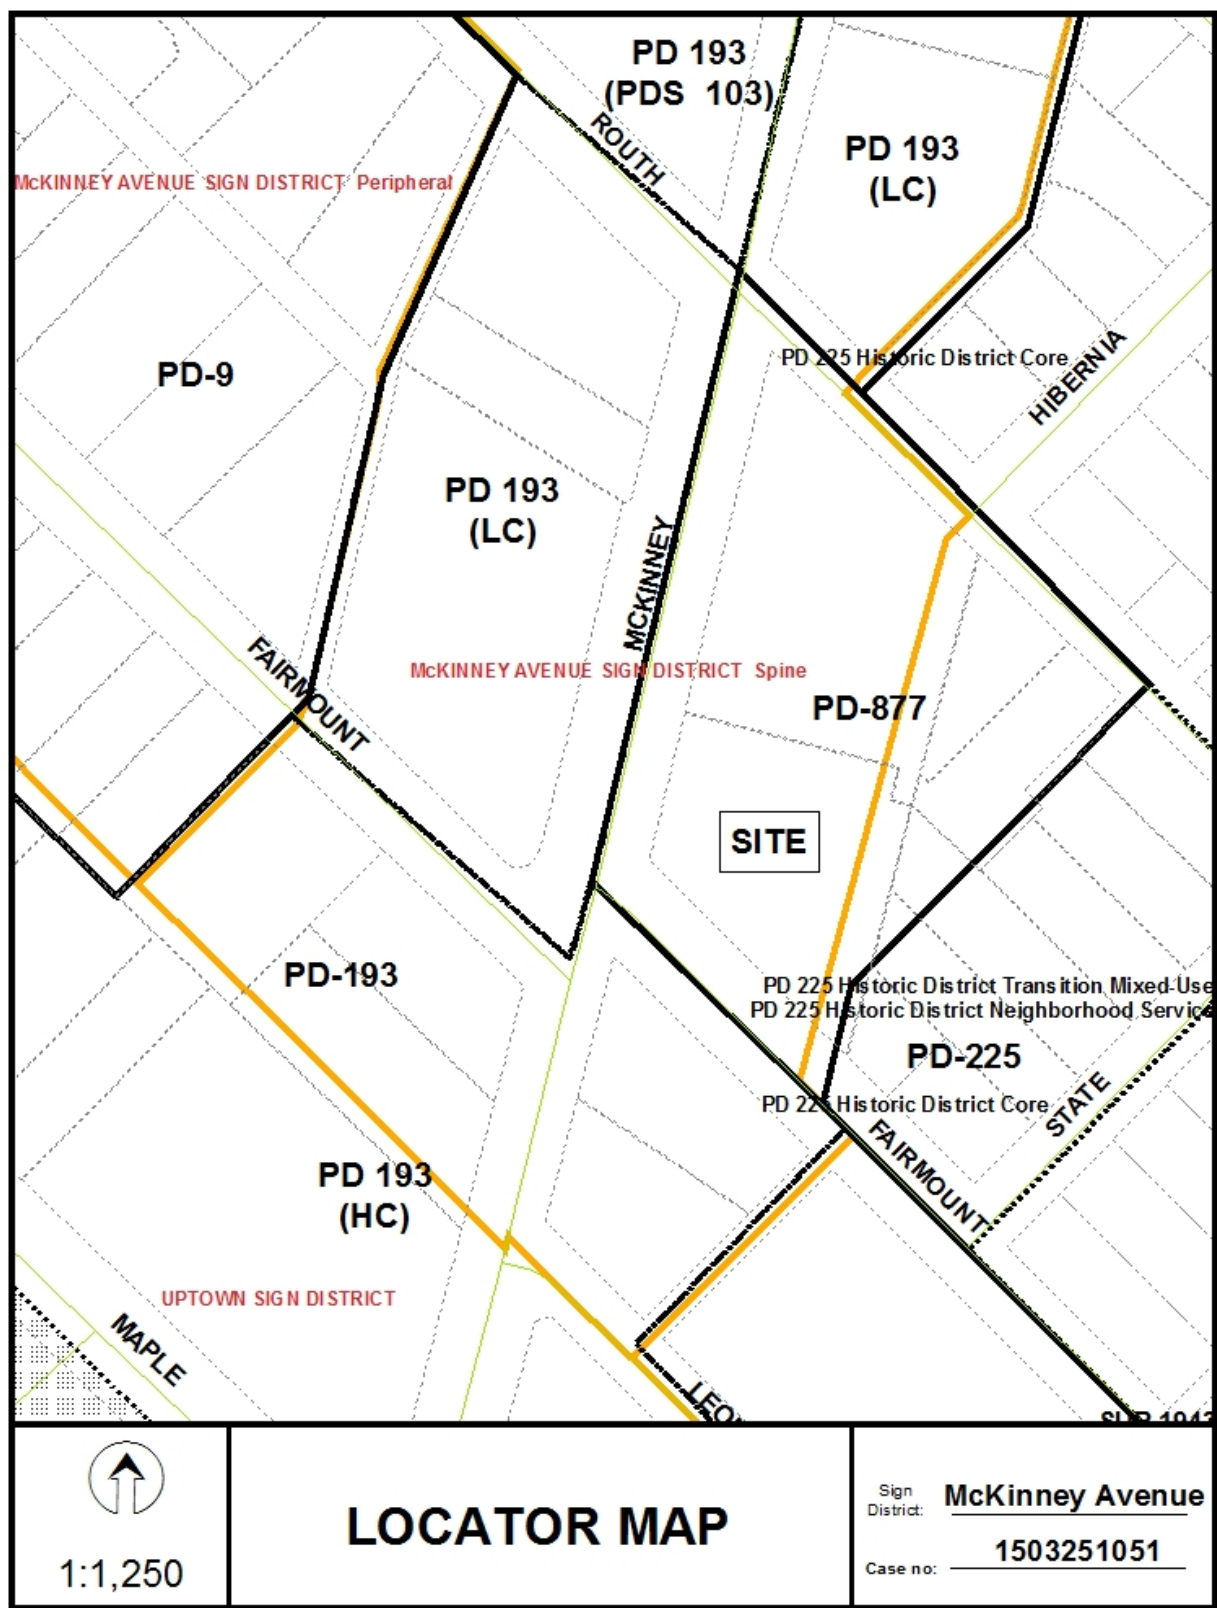 PD 193
(PDS 103)
ROUTH
PD 193
(LC)
McKINNEY AVENUE SIGN DISTRICT Peripheral
PD 225 Historic District Core
HIBERNIA
PD-9
PD 193
(LC)
MCKINNEY
FAIRMOUNT
McKINNEY AVENUE SIGN DISTRICT Spine
PD-877
SITE
PD-193
PD 225 Historic District Transition Mixed-Use
PD 225 Historic District Neighborhood Service
PD-225
PD 225 Historic District Core
STATE
FAIRMOUNT
PD 193
(HC)
UPTOWN SIGN DISTRICT
MAPLE
1:1,250
LOCATOR MAP
Sign
District: McKinney Avenue
Case no: 1503251051